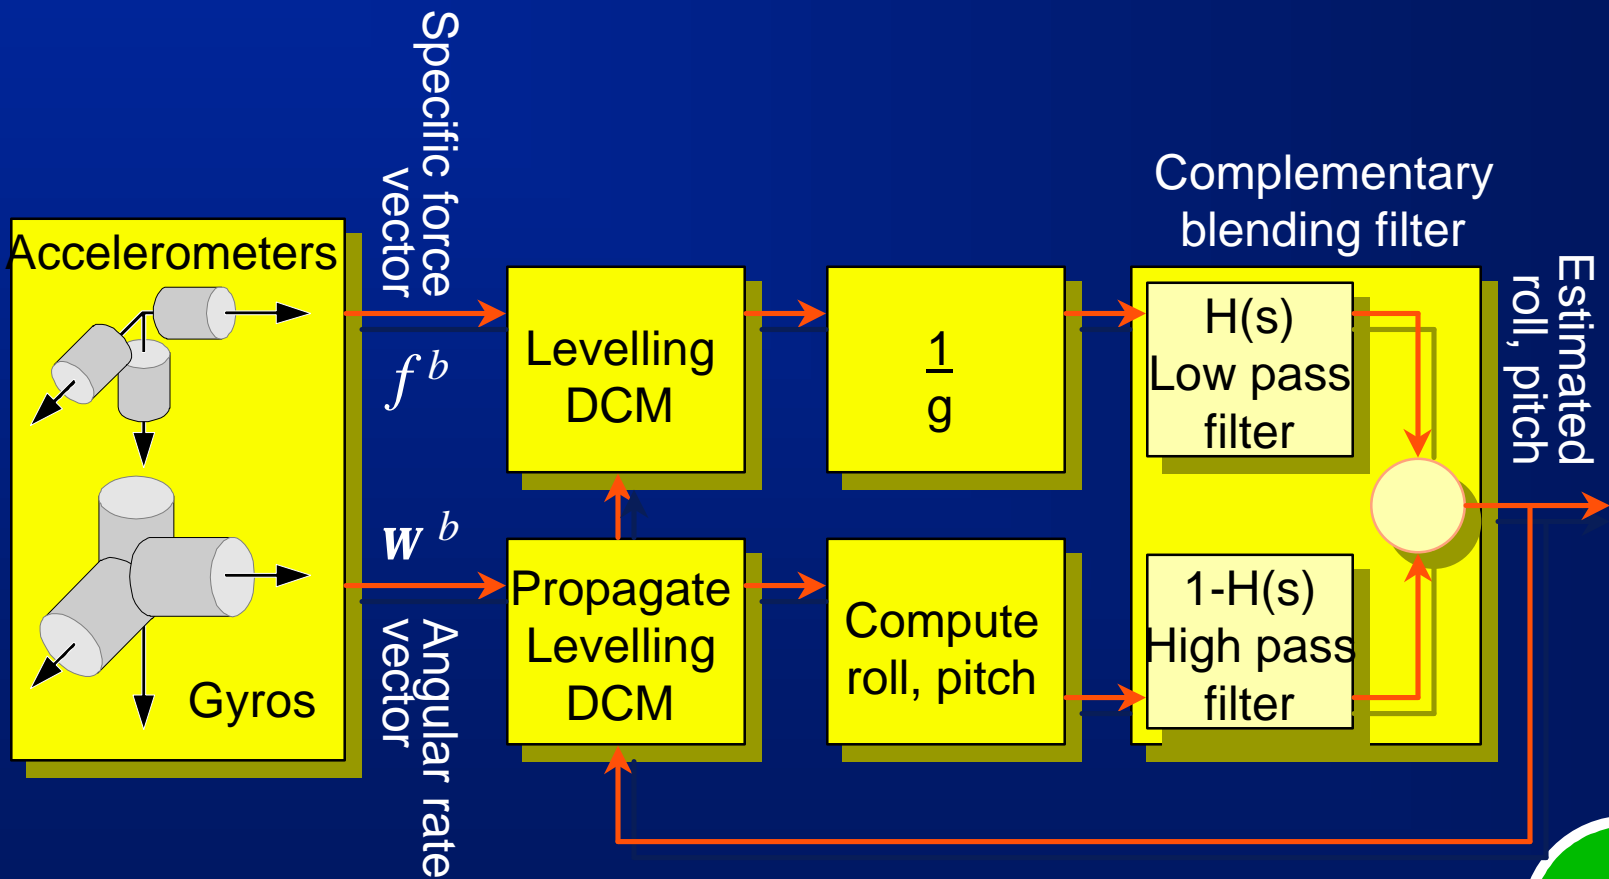 Specific force
vector
Complementary
blending filter
Accelerometers
Estimated
roll, pitch
f b
Levelling
DCM
1
g
H(s)
Low pass
filter
w b
Propagate
Levelling
DCM
Compute
roll, pitch
1-H(s)
High pass
filter
Gyros
Angular rate
vector